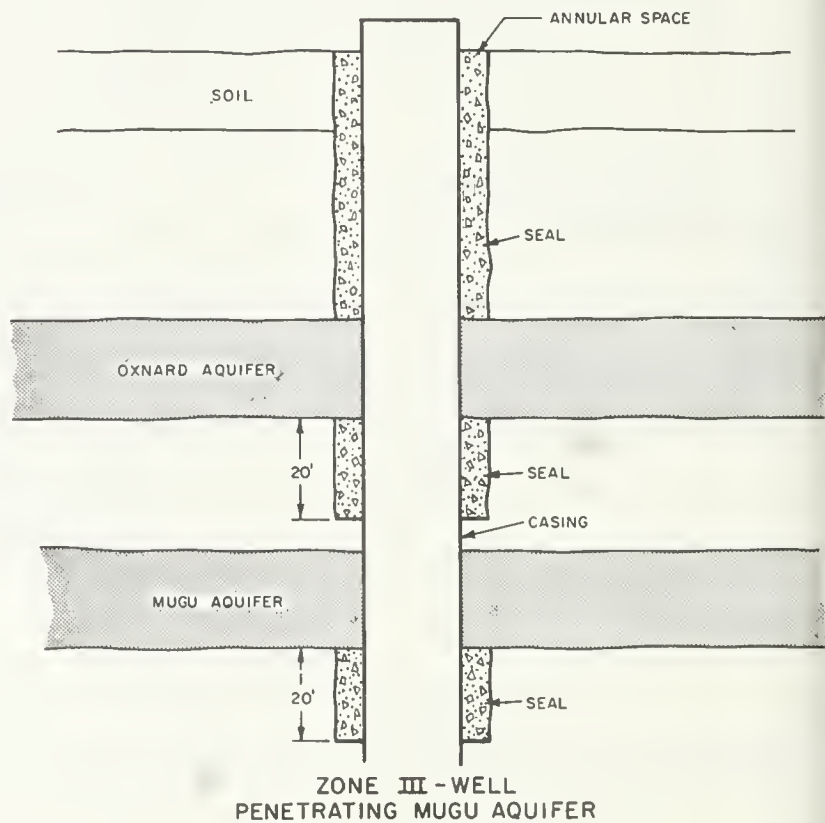 ANNULAR SPACE
SOIL
SEAL
OXNARD AQUIFER
20'
SEAL
CASING
MUGU AQUIFER
20'
SEAL
ZONE III - WELL
PENETRATING MUGU AQUIFER